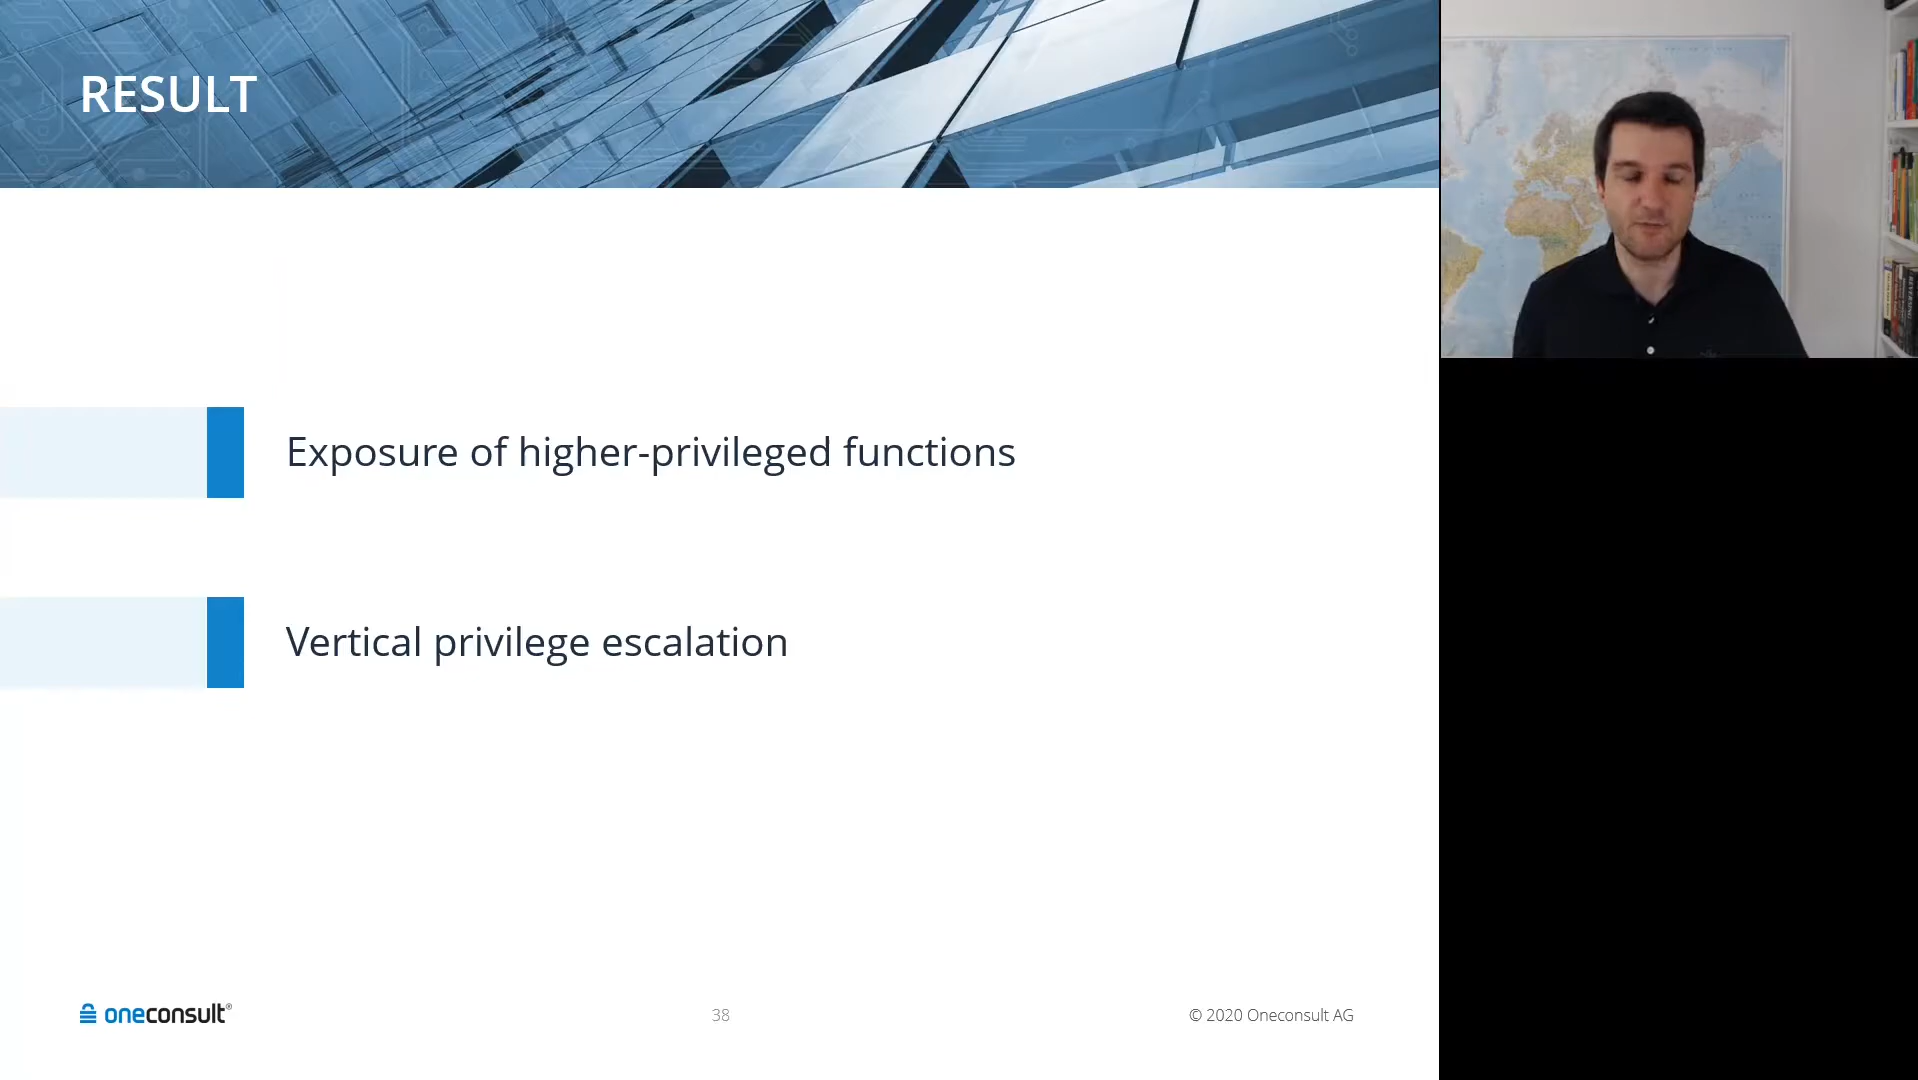 RESULT
Exposure of higher-privileged functions
Vertical privilege escalation
oneconsult®
38
© 2020 Oneconsult AG